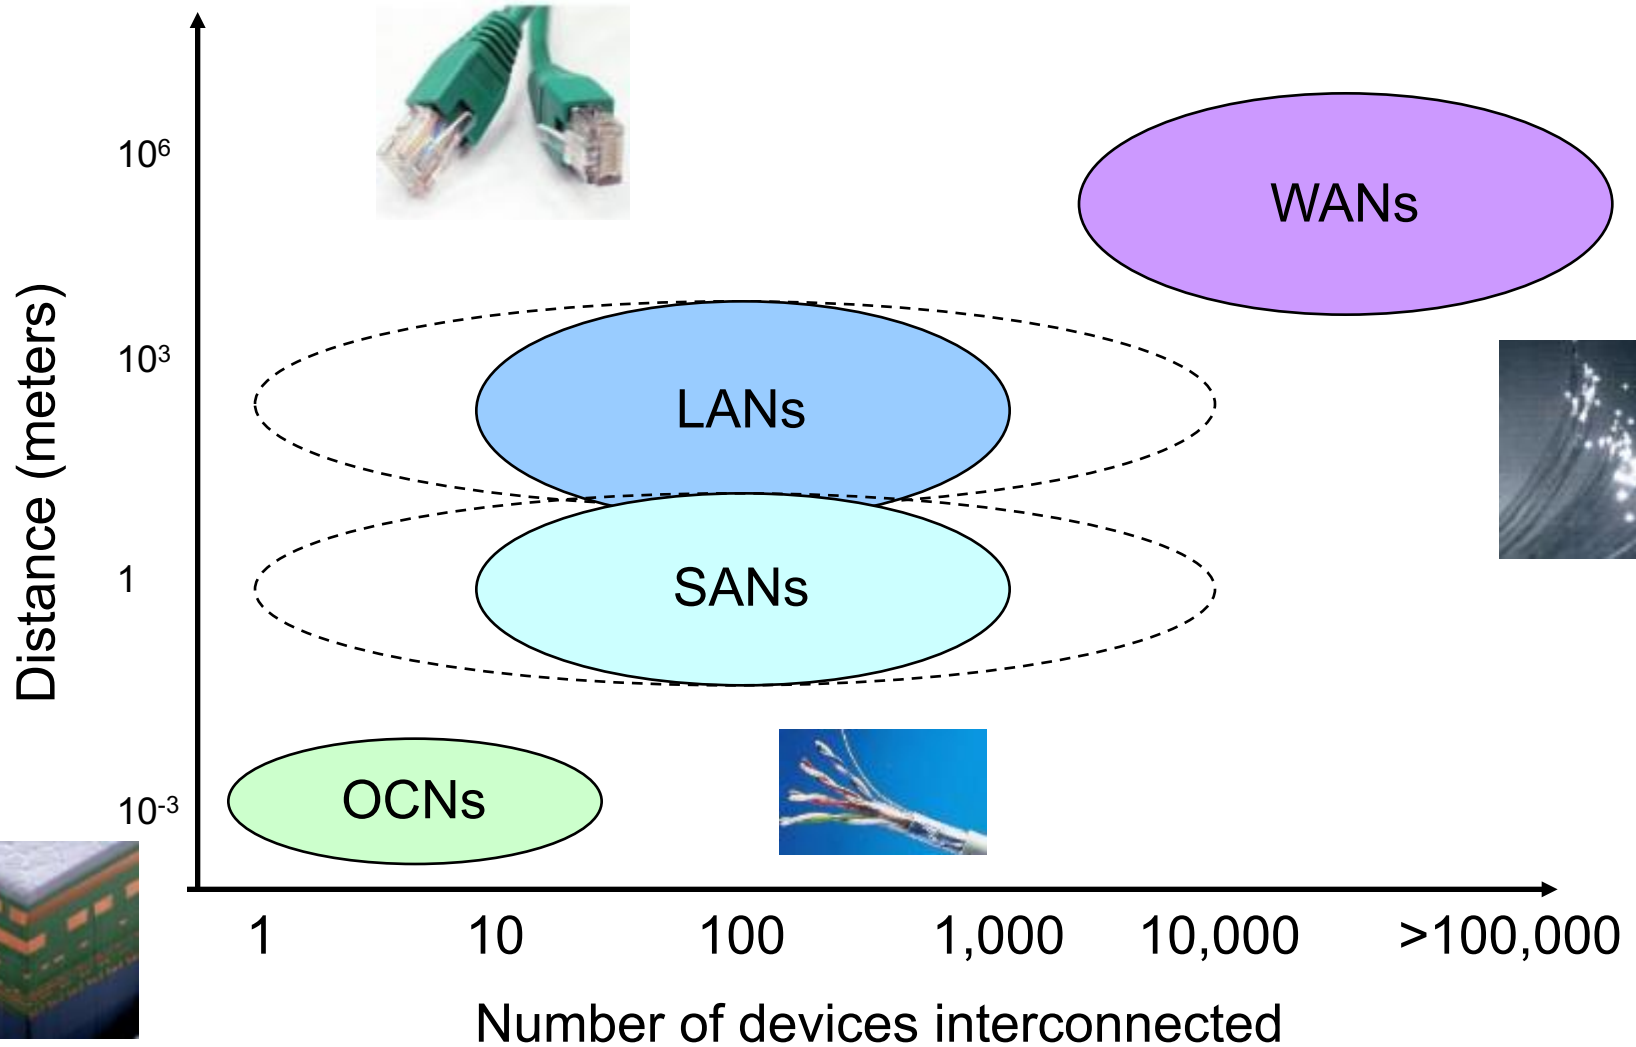 10⁶
WANs
10³
LANs
Distance (meters)
1
SANs
OCNs
10⁻³
1 10 100 1,000 10,000 >100,000
Number of devices interconnected